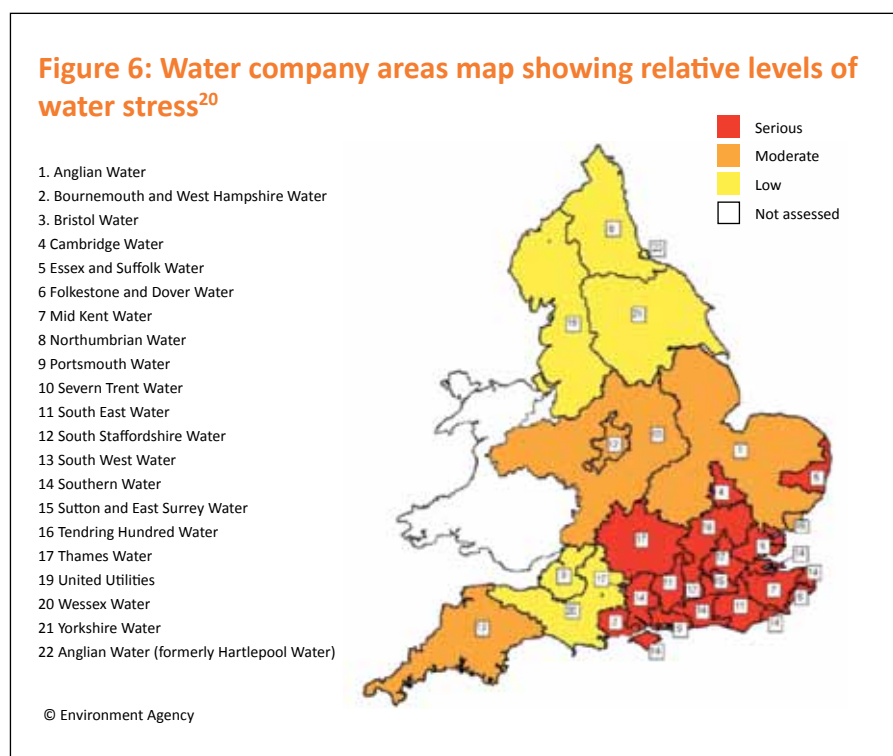 Figure 6: Water company areas map showing relative levels of
water stress20
Serious
Moderate
Low
Not assessed
1. Anglian Water
2. Bournemouth and West Hampshire Water
3. Bristol Water
4 Cambridge Water
5 Essex and Suffolk Water
6 Folkestone and Dover Water
7 Mid Kent Water
8 Northumbrian Water
9 Portsmouth Water
10 Severn Trent Water
11 South East Water
12 South Staffordshire Water
13 South West Water
14 Southern Water
15 Sutton and East Surrey Water
16 Tendring Hundred Water
17 Thames Water
19 United Utilities
20 Wessex Water
21 Yorkshire Water
22 Anglian Water (formerly Hartlepool Water)
© Environment Agency